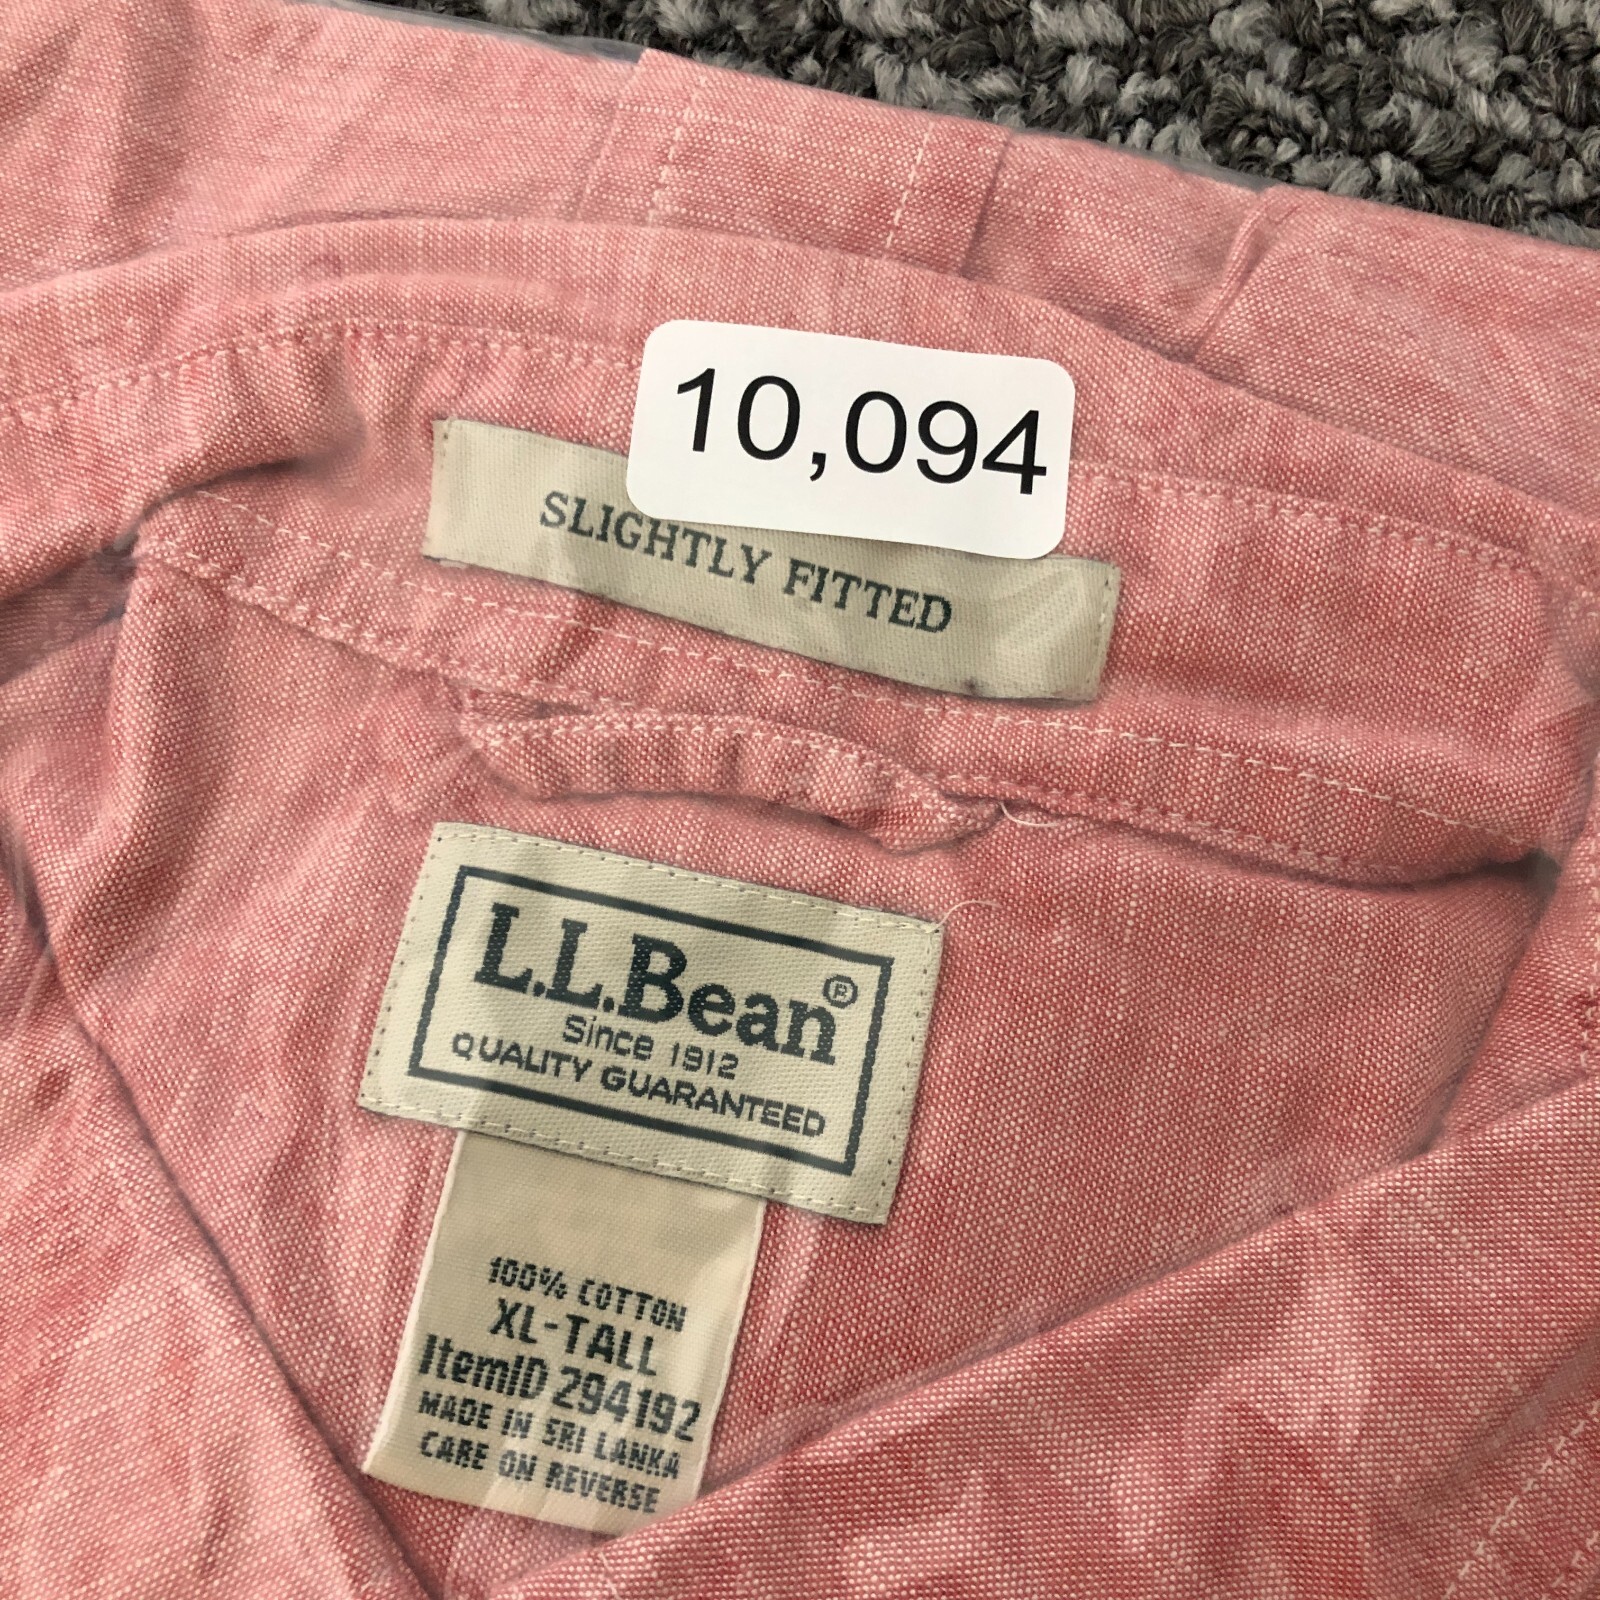 10,094
SLIGHTLY FITTED
L.L.Bean®
Since 1912
QUALITY GUARANTEED
100% COTTON
XL-TALL
ItemID 294192
MADE IN SRI LANKA
CARE ON REVERSE